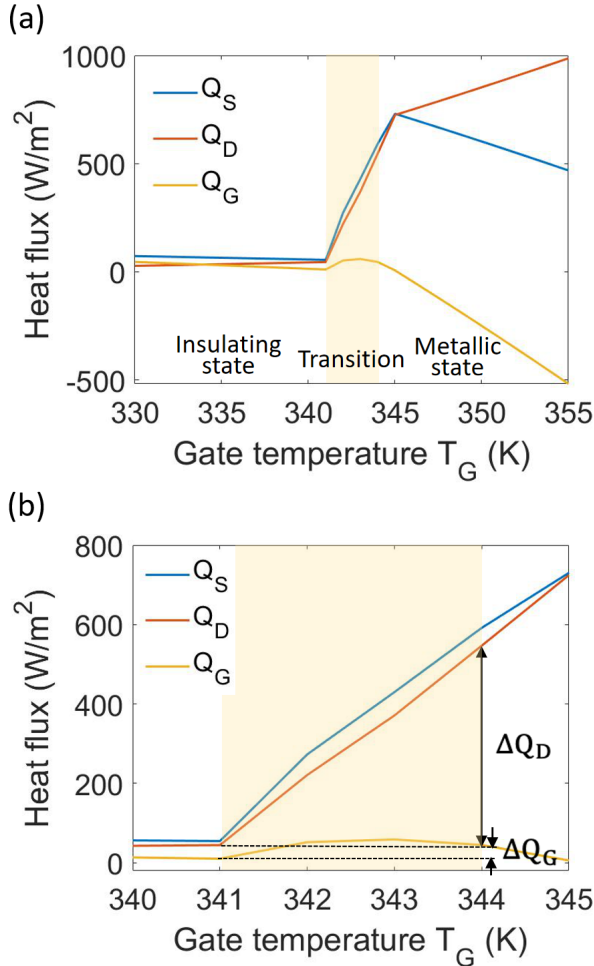 (a)
Heat flux (W/m²)
1000
500
0
-500
Q_S
Q_D
Q_G
Insulating
state
Transition
Metallic
state
330 335 340 345 350 355
Gate temperature T_G (K)
(b)
Heat flux (W/m²)
800
600
400
200
0
Q_S
Q_D
Q_G
ΔQ_D
ΔQ_G
340 341 342 343 344 345
Gate temperature T_G (K)